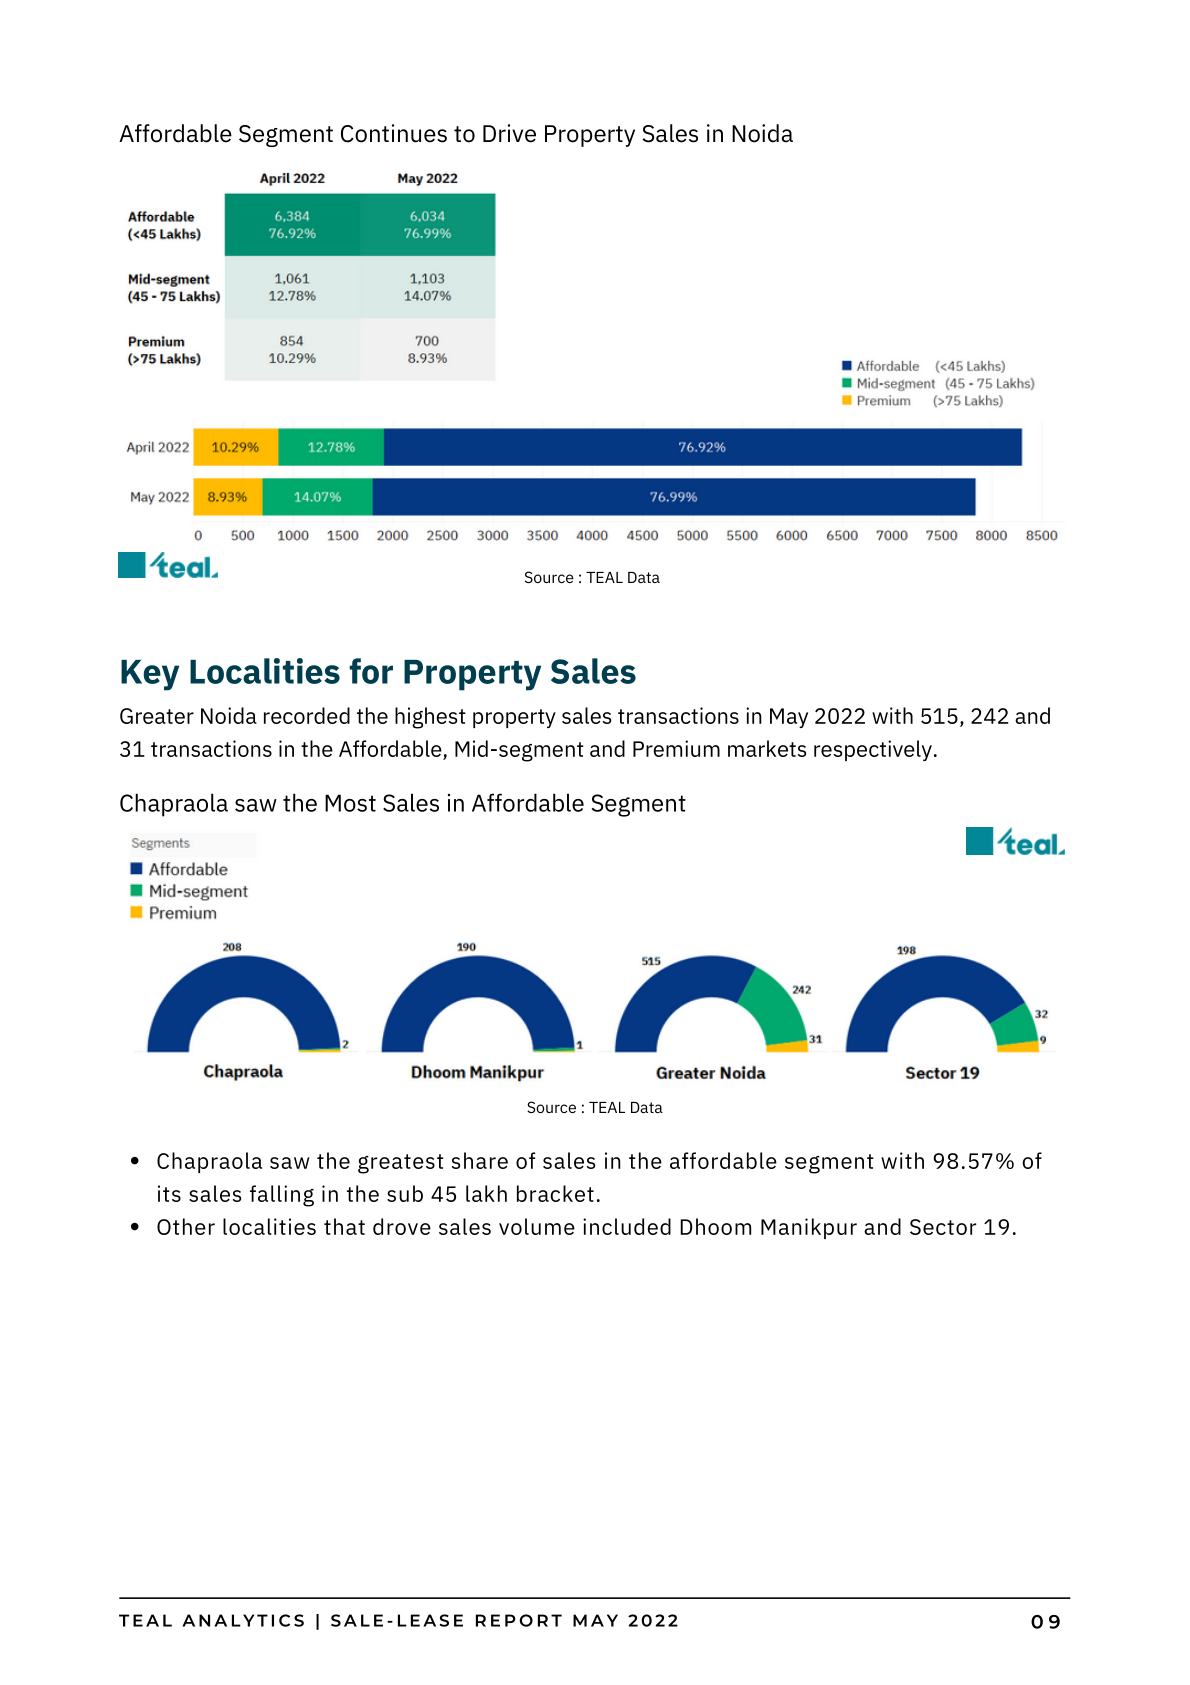 Affordable Segment Continues to Drive Property Sales in Noida
April 2022 May 2022
Affordable
(<45 Lakhs)
6,384
76.92%
6,034
76.99%
Mid-segment
(45 - 75 Lakhs)
1,061
12.78%
1,103
14.07%
Premium
(>75 Lakhs)
854
10.29%
700
8.93%
Affordable (<45 Lakhs)
Mid-segment (45 - 75 Lakhs)
Premium (>75 Lakhs)
April 2022 10.29% 12.78% 76.92%
May 2022 8.93% 14.07% 76.99%
0 500 1000 1500 2000 2500 3000 3500 4000 4500 5000 5500 6000 6500 7000 7500 8000 8500
teal.
Source : TEAL Data
Key Localities for Property Sales
Greater Noida recorded the highest property sales transactions in May 2022 with 515, 242 and
31 transactions in the Affordable, Mid-segment and Premium markets respectively.
Chapraola saw the Most Sales in Affordable Segment
teal.
Segments
Affordable
Mid-segment
Premium
208
2
Chapraola
190
1
Dhoom Manikpur
515
242
31
Greater Noida
198
32
9
Sector 19
Source : TEAL Data
• Chapraola saw the greatest share of sales in the affordable segment with 98.57% of
its sales falling in the sub 45 lakh bracket.
• Other localities that drove sales volume included Dhoom Manikpur and Sector 19.
TEAL ANALYTICS | SALE-LEASE REPORT MAY 2022 09